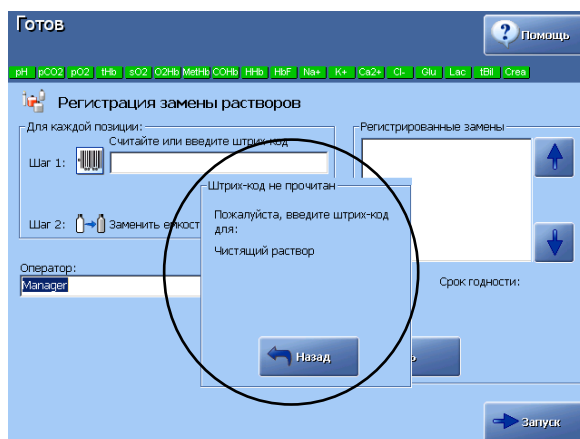 Готов
Помощь
pH pCO2 pO2 tHb sO2 O2Hb MetHb COHb HHb HbF Na+ K+ Ca2+ Cl- Glu Lac tBil Crea
Регистрация замены растворов
Для каждой позиции:
Регистрированные замены
Считайте или введите штрих-код
Шаг 1:
Штрих-код не прочитан
Пожалуйста, введите штрих-код
для:
Чистящий раствор
Шаг 2:
Заменить емкост
Оператор:
Manager
Срок годности:
Назад
Запуск